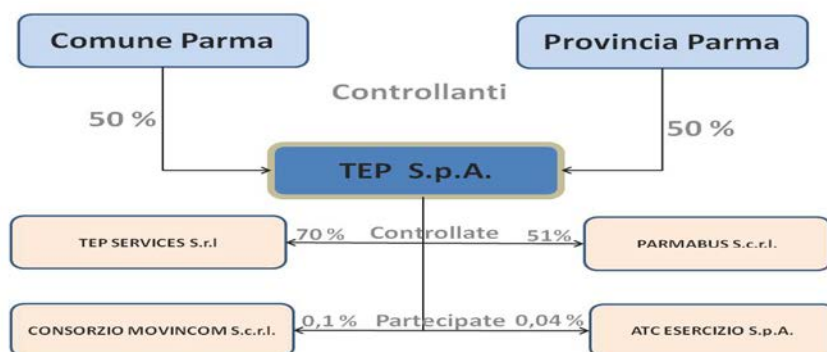 Comune Parma
Provincia Parma
Controllanti
50 %
50 %
TEP S.p.A.
TEP SERVICES S.r.l
70 %
Controllate
51%
PARMABUS S.c.r.l.
CONSORZIO MOVINCOM S.c.r.l.
0,1 %
Partecipate
0,04 %
ATC ESERCIZIO S.p.A.